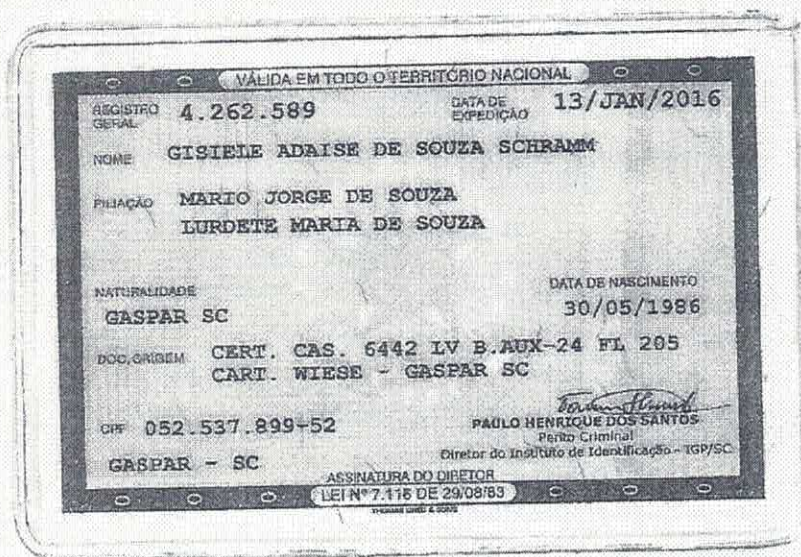 VÁLIDA EM TODO O TERRITÓRIO NACIONAL
REGISTRO GERAL 4.262.589 DATA DE EXPEDIÇÃO 13/JAN/2016
NOME GISIELE ADAISE DE SOUZA SCHRAMM
FILIAÇÃO MARIO JORGE DE SOUZA
LURDETE MARIA DE SOUZA
NATURALIDADE DATA DE NASCIMENTO
GASPAR SC 30/05/1986
DOC. ORIGEM CERT. CAS. 6442 LV B.AUX-24 FL 205
CART. WIESE - GASPAR SC
CPF 052.537.899-52
PAULO HENRIQUE DOS SANTOS
Perito Criminal
Diretor do Instituto de Identificação - IGP/SC
GASPAR - SC
ASSINATURA DO DIRETOR
LEI Nº 7.116 DE 29/08/83